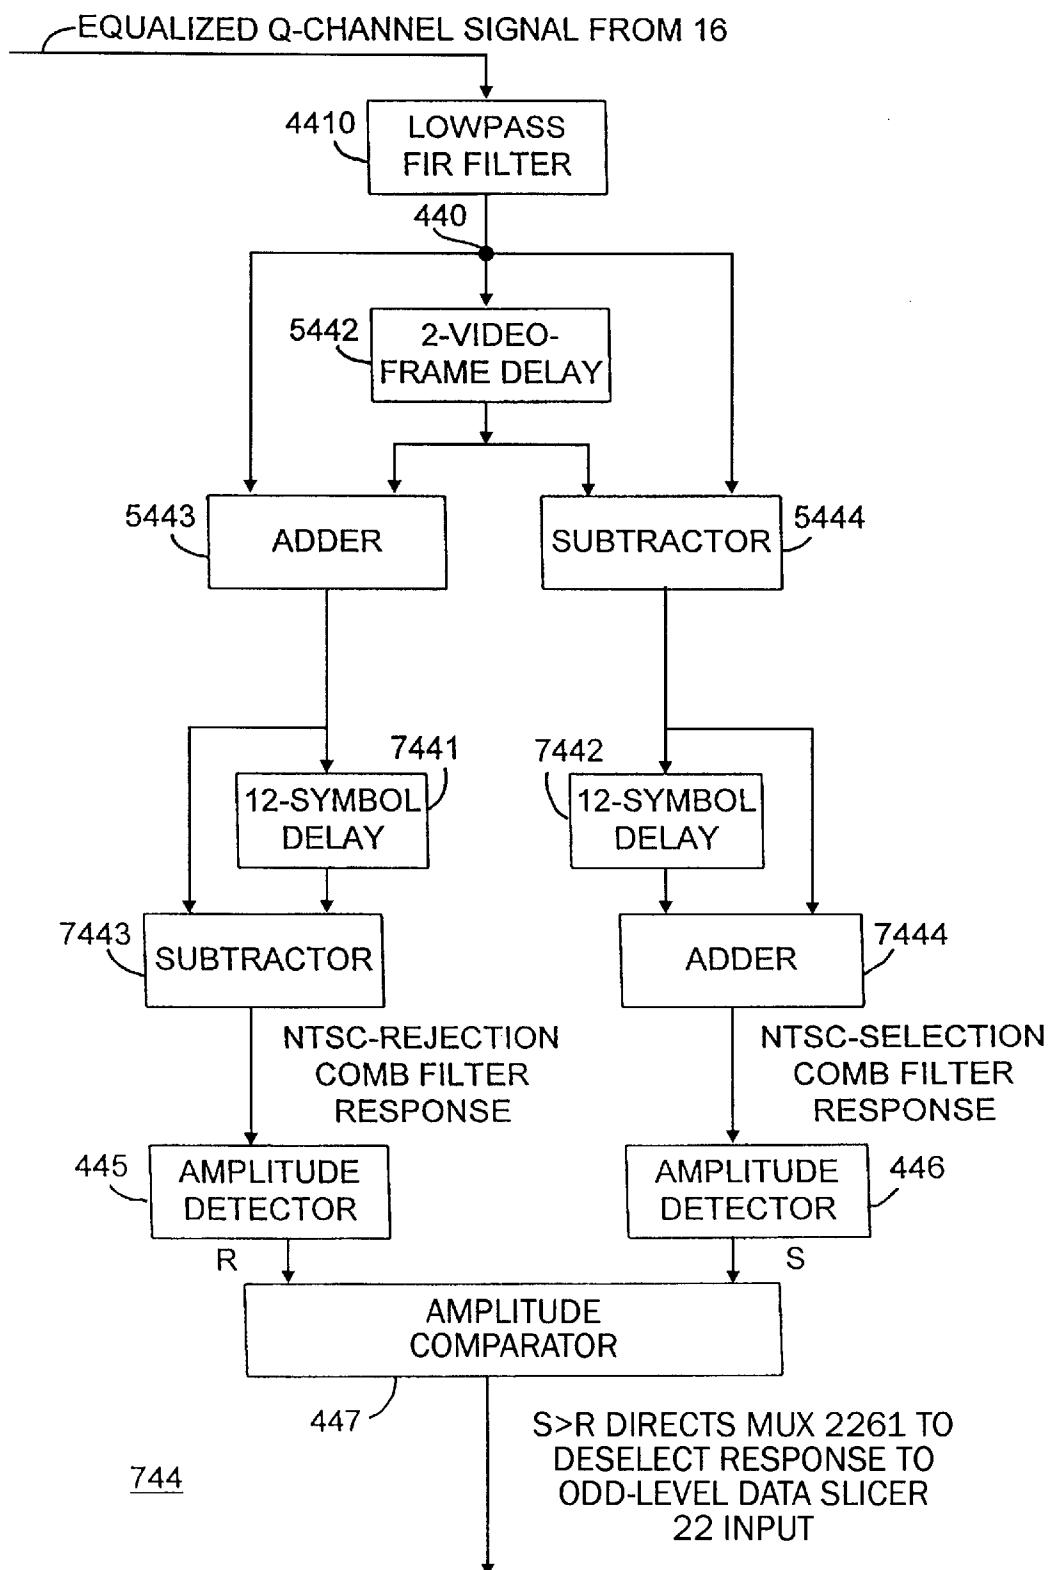 EQUALIZED Q-CHANNEL SIGNAL FROM 16
4410
LOWPASS
FIR FILTER
440
5442
2-VIDEO-
FRAME DELAY
5443
ADDER
SUBTRACTOR
5444
7441
12-SYMBOL
DELAY
7442
12-SYMBOL
DELAY
7443
SUBTRACTOR
ADDER
7444
NTSC-REJECTION
COMB FILTER
RESPONSE
NTSC-SELECTION
COMB FILTER
RESPONSE
445
AMPLITUDE
DETECTOR
AMPLITUDE
DETECTOR
446
R
S
AMPLITUDE
COMPARATOR
447
S>R DIRECTS MUX 2261 TO
DESELECT RESPONSE TO
ODD-LEVEL DATA SLICER
22 INPUT
744